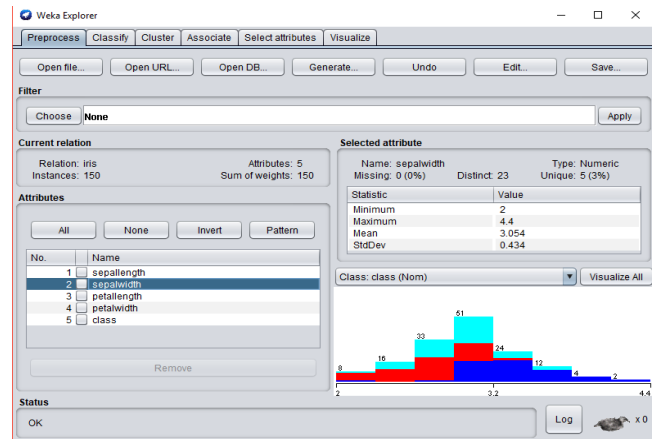 Weka Explorer
Preprocess Classify Cluster Associate Select attributes Visualize
Open file... Open URL... Open DB... Generate... Undo Edit... Save...
Filter
Choose None Apply
Current relation
Relation: iris Attributes: 5
Instances: 150 Sum of weights: 150
Attributes
All None Invert Pattern
No. Name
1 sepallength
2 sepalwidth
3 petallength
4 petalwidth
5 class
Remove
Selected attribute
Name: sepalwidth Type: Numeric
Missing: 0 (0%) Distinct: 23 Unique: 5 (3%)
Statistic Value
Minimum 2
Maximum 4.4
Mean 3.054
StdDev 0.434
Class: class (Nom) Visualize All
8 16 33 51 24 12 4 2
2 3.2 4.4
Status
OK Log x 0